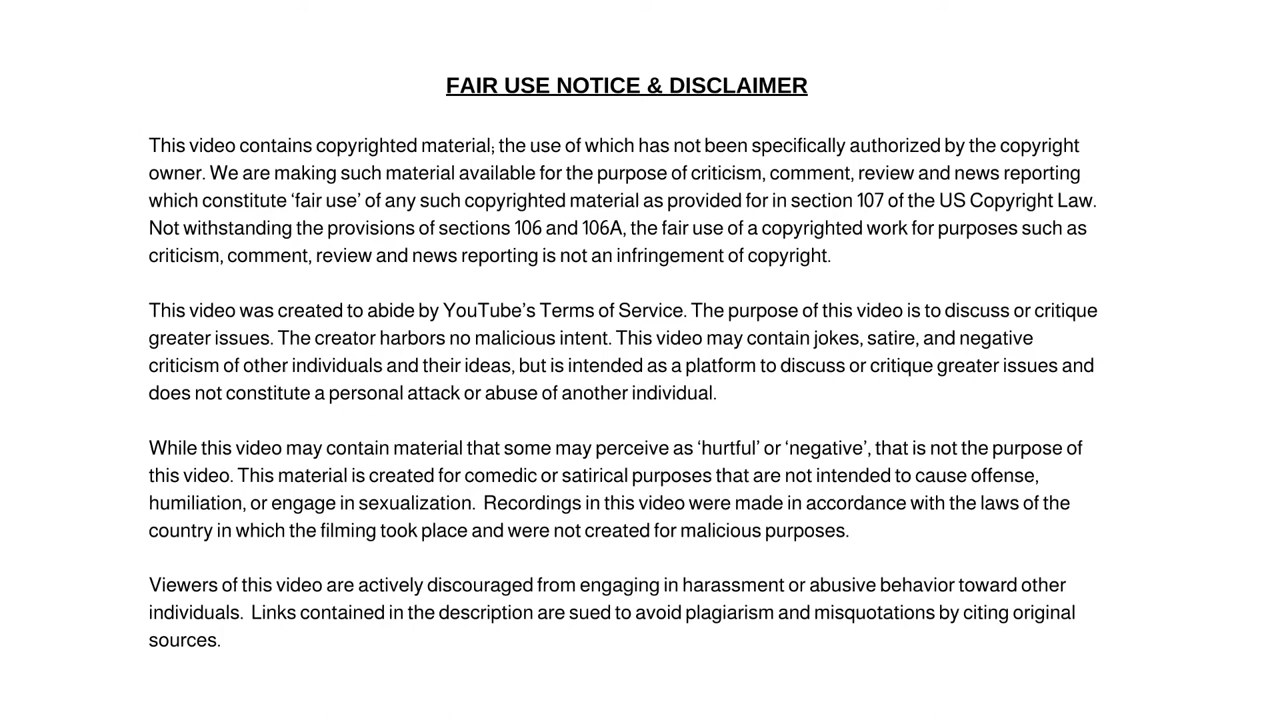 FAIR USE NOTICE & DISCLAIMER
This video contains copyrighted material; the use of which has not been specifically authorized by the copyright
owner. We are making such material available for the purpose of criticism, comment, review and news reporting
which constitute ‘fair use’ of any such copyrighted material as provided for in section 107 of the US Copyright Law.
Not withstanding the provisions of sections 106 and 106A, the fair use of a copyrighted work for purposes such as
criticism, comment, review and news reporting is not an infringement of copyright.
This video was created to abide by YouTube’s Terms of Service. The purpose of this video is to discuss or critique
greater issues. The creator harbors no malicious intent. This video may contain jokes, satire, and negative
criticism of other individuals and their ideas, but is intended as a platform to discuss or critique greater issues and
does not constitute a personal attack or abuse of another individual.
While this video may contain material that some may perceive as ‘hurtful’ or ‘negative’, that is not the purpose of
this video. This material is created for comedic or satirical purposes that are not intended to cause offense,
humiliation, or engage in sexualization.  Recordings in this video were made in accordance with the laws of the
country in which the filming took place and were not created for malicious purposes.
Viewers of this video are actively discouraged from engaging in harassment or abusive behavior toward other
individuals.  Links contained in the description are sued to avoid plagiarism and misquotations by citing original
sources.